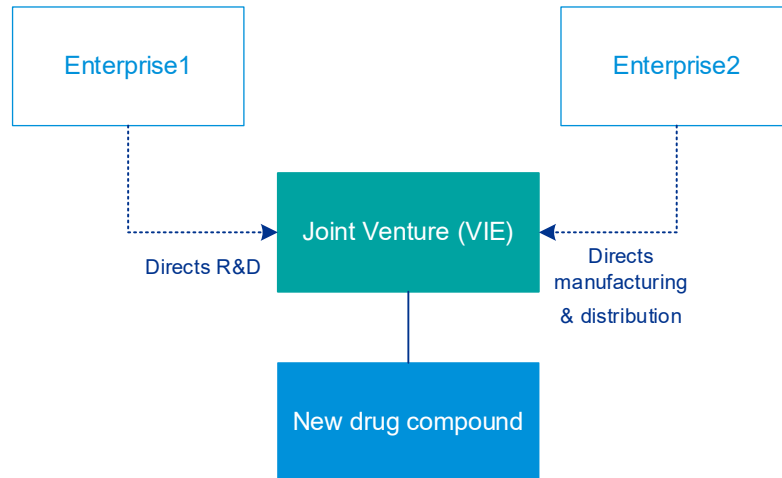 Enterprise1
Enterprise2
Joint Venture (VIE)
Directs R&D
Directs
manufacturing
& distribution
New drug compound